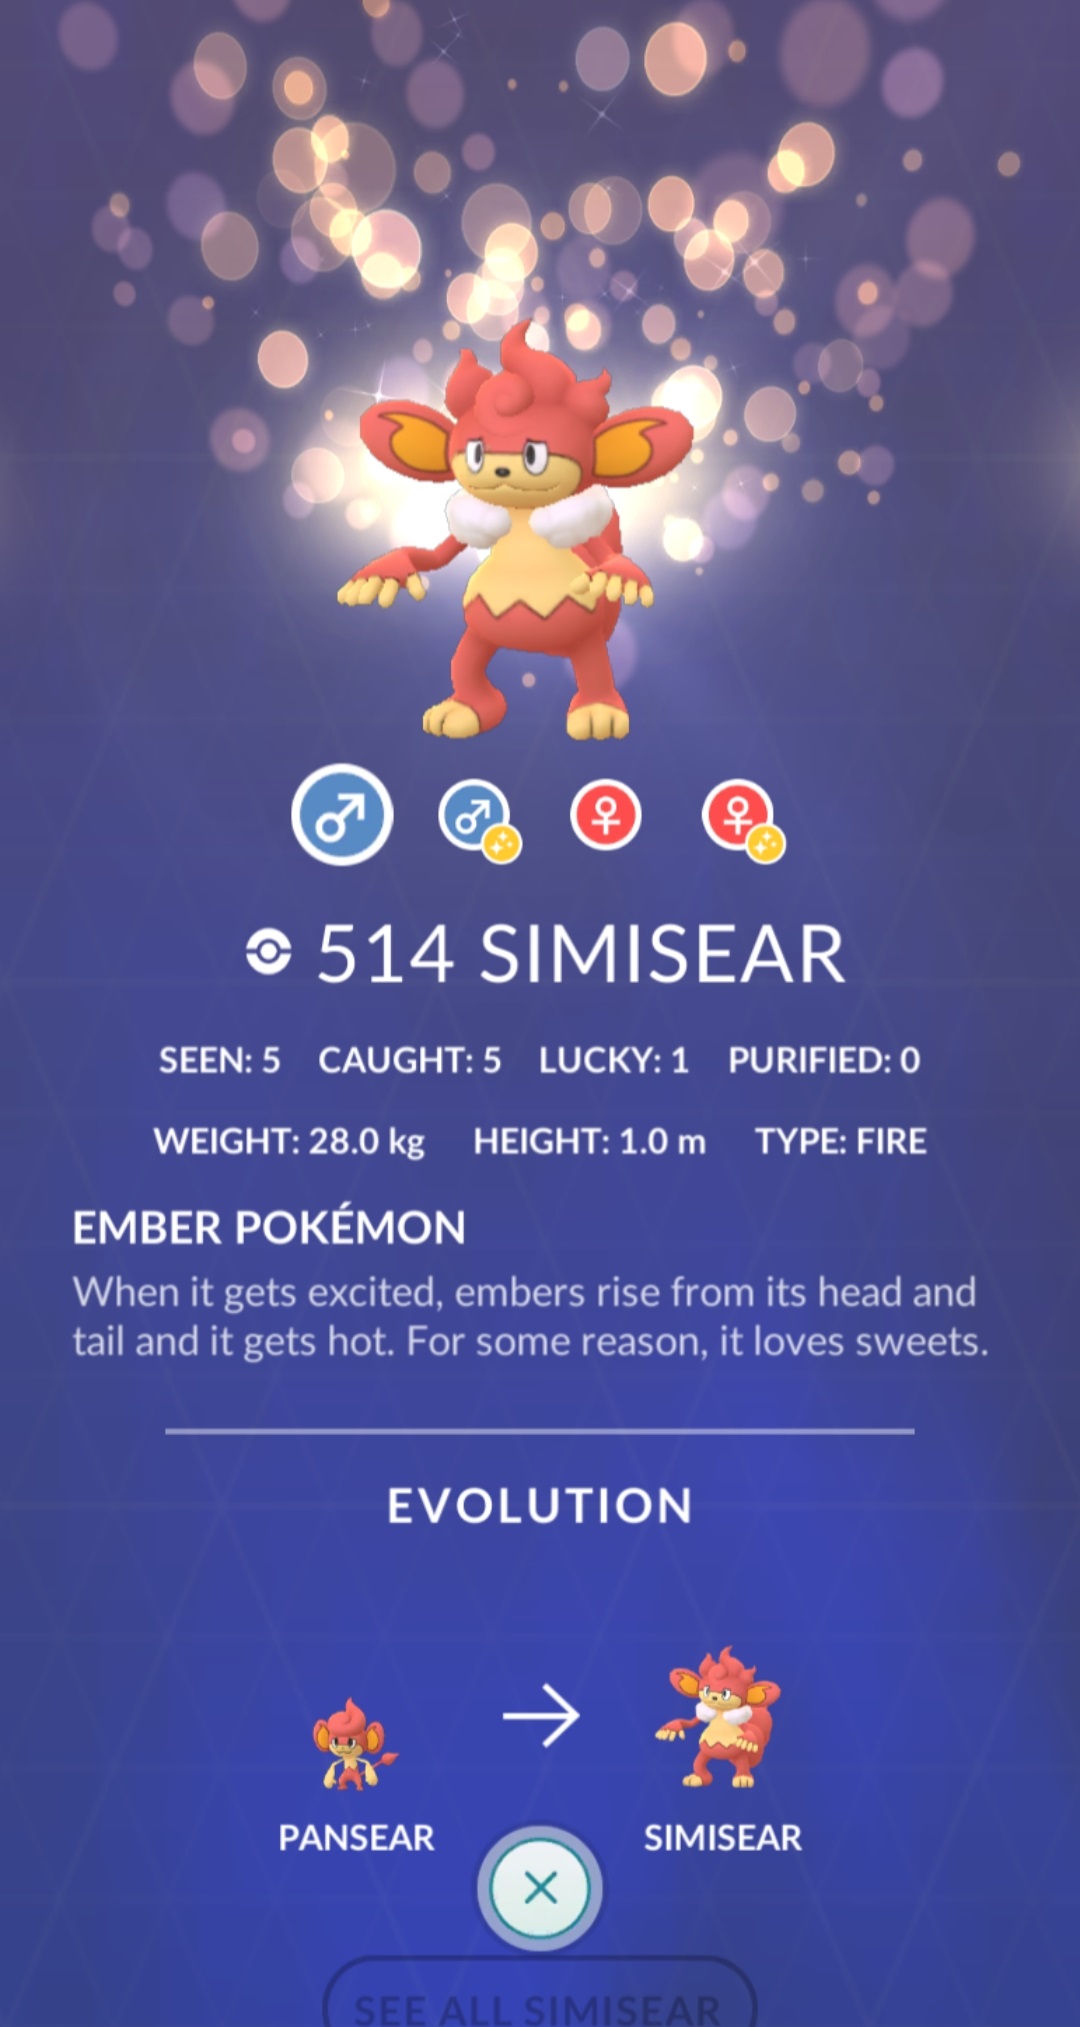 514 SIMISEAR
SEEN: 5 CAUGHT: 5 LUCKY: 1 PURIFIED: 0
WEIGHT: 28.0 kg HEIGHT: 1.0 m TYPE: FIRE
EMBER POKÉMON
When it gets excited, embers rise from its head and
tail and it gets hot. For some reason, it loves sweets.
EVOLUTION
PANSEAR SIMISEAR
SEE ALL SIMISEAR